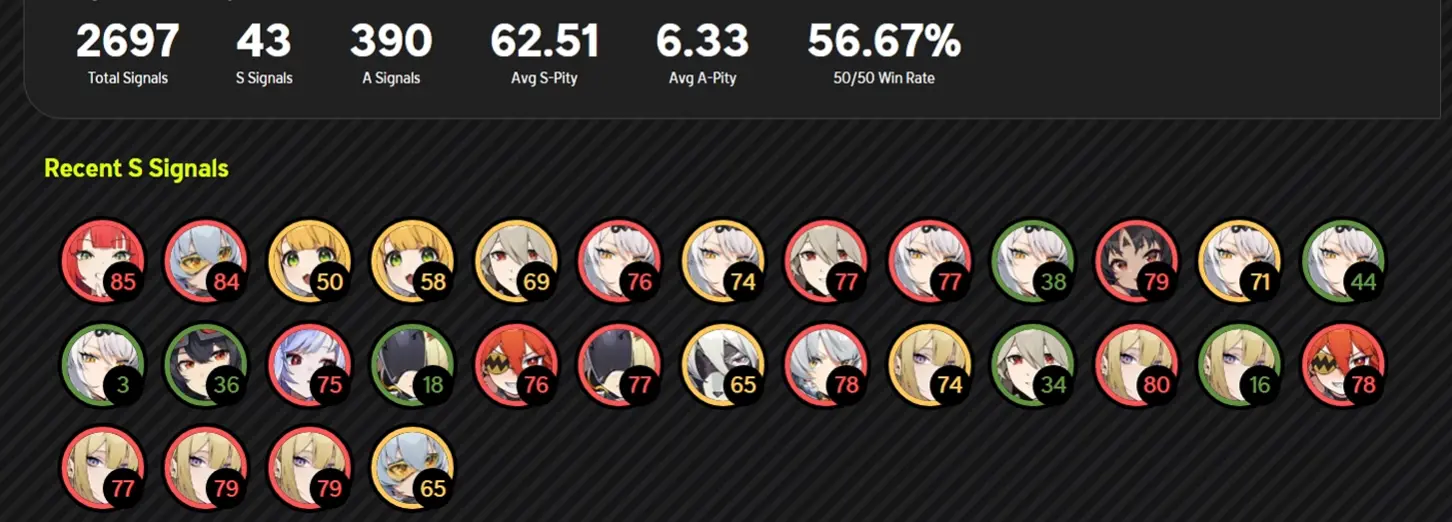 2697 43 390 62.51 6.33 56.67%
Total Signals S Signals A Signals Avg S-Pity Avg A-Pity 50/50 Win Rate
Recent S Signals
85 84 50 58 69 76 74 77 77 38 79 71 44
3 36 75 18 76 77 65 78 74 34 80 16 78
77 79 79 65